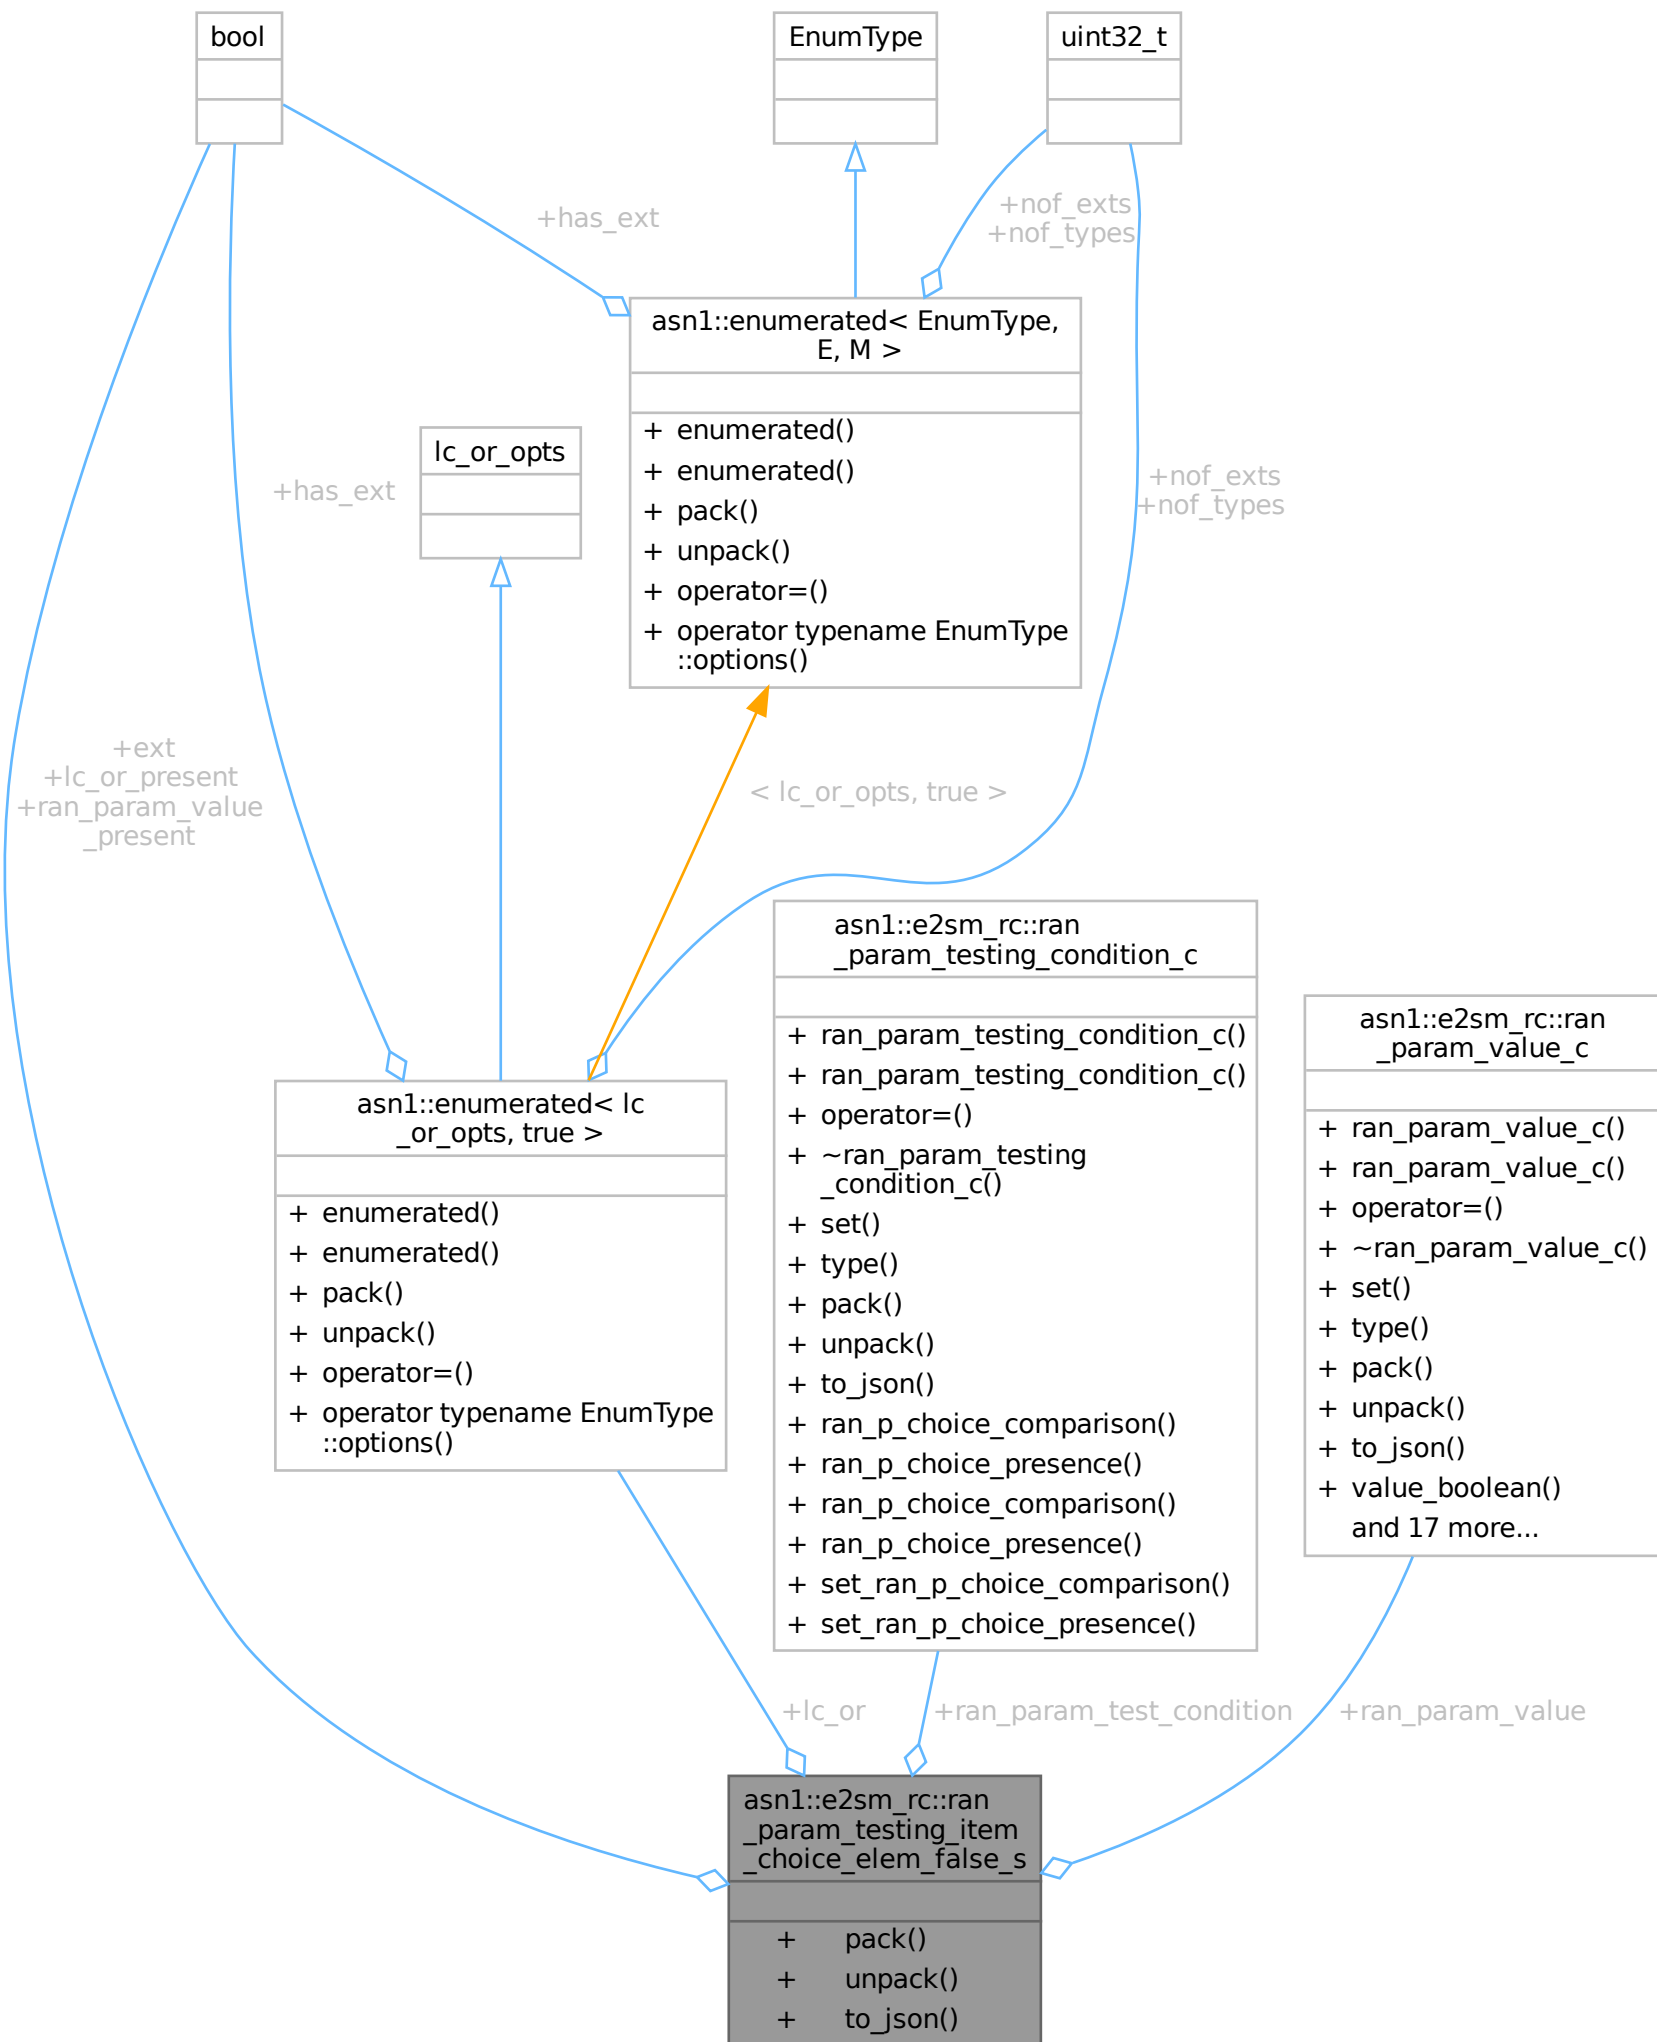 bool
EnumType
uint32_t
+has_ext
+nof_exts
+nof_types
asn1::enumerated< EnumType,
E, M >
+ enumerated()
+ enumerated()
+ pack()
+ unpack()
+ operator=()
+ operator typename EnumType
::options()
lc_or_opts
+has_ext
+nof_exts
+nof_types
+ext
+lc_or_present
+ran_param_value
_present
< lc_or_opts, true >
asn1::enumerated< lc
_or_opts, true >
+ enumerated()
+ enumerated()
+ pack()
+ unpack()
+ operator=()
+ operator typename EnumType
::options()
asn1::e2sm_rc::ran
_param_testing_condition_c
+ ran_param_testing_condition_c()
+ ran_param_testing_condition_c()
+ operator=()
+ ~ran_param_testing
_condition_c()
+ set()
+ type()
+ pack()
+ unpack()
+ to_json()
+ ran_p_choice_comparison()
+ ran_p_choice_presence()
+ ran_p_choice_comparison()
+ ran_p_choice_presence()
+ set_ran_p_choice_comparison()
+ set_ran_p_choice_presence()
asn1::e2sm_rc::ran
_param_value_c
+ ran_param_value_c()
+ ran_param_value_c()
+ operator=()
+ ~ran_param_value_c()
+ set()
+ type()
+ pack()
+ unpack()
+ to_json()
+ value_boolean()
and 17 more...
+lc_or
+ran_param_test_condition
+ran_param_value
asn1::e2sm_rc::ran
_param_testing_item
_choice_elem_false_s
+ pack()
+ unpack()
+ to_json()